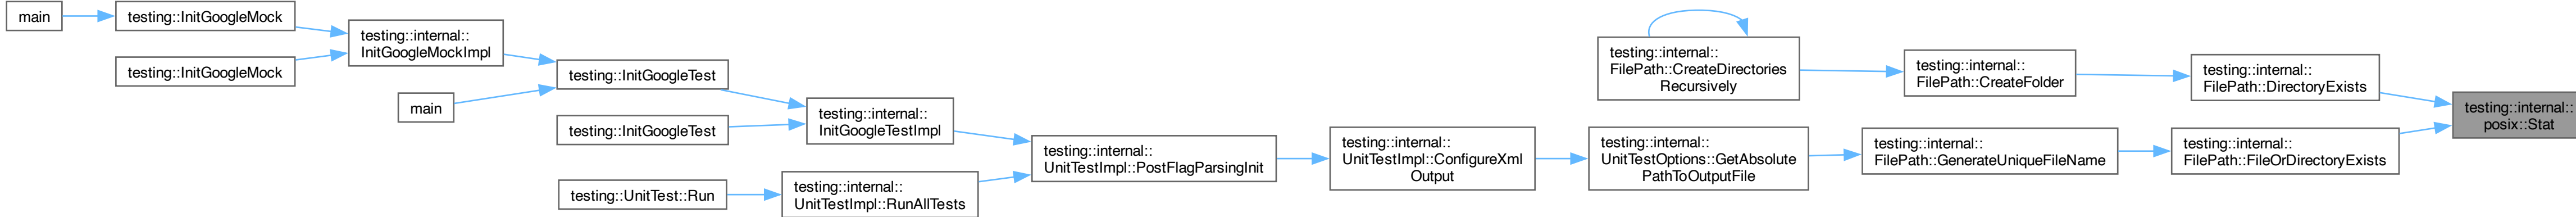 main
testing::InitGoogleMock
testing::InitGoogleMock
testing::internal::
InitGoogleMockImpl
main
testing::InitGoogleTest
testing::InitGoogleTest
testing::UnitTest::Run
testing::internal::
InitGoogleTestImpl
testing::internal::
UnitTestImpl::RunAllTests
testing::internal::
UnitTestImpl::PostFlagParsingInit
testing::internal::
UnitTestImpl::ConfigureXml
Output
testing::internal::
FilePath::CreateDirectories
Recursively
testing::internal::
UnitTestOptions::GetAbsolute
PathToOutputFile
testing::internal::
FilePath::CreateFolder
testing::internal::
FilePath::GenerateUniqueFileName
testing::internal::
FilePath::DirectoryExists
testing::internal::
FilePath::FileOrDirectoryExists
testing::internal::
posix::Stat